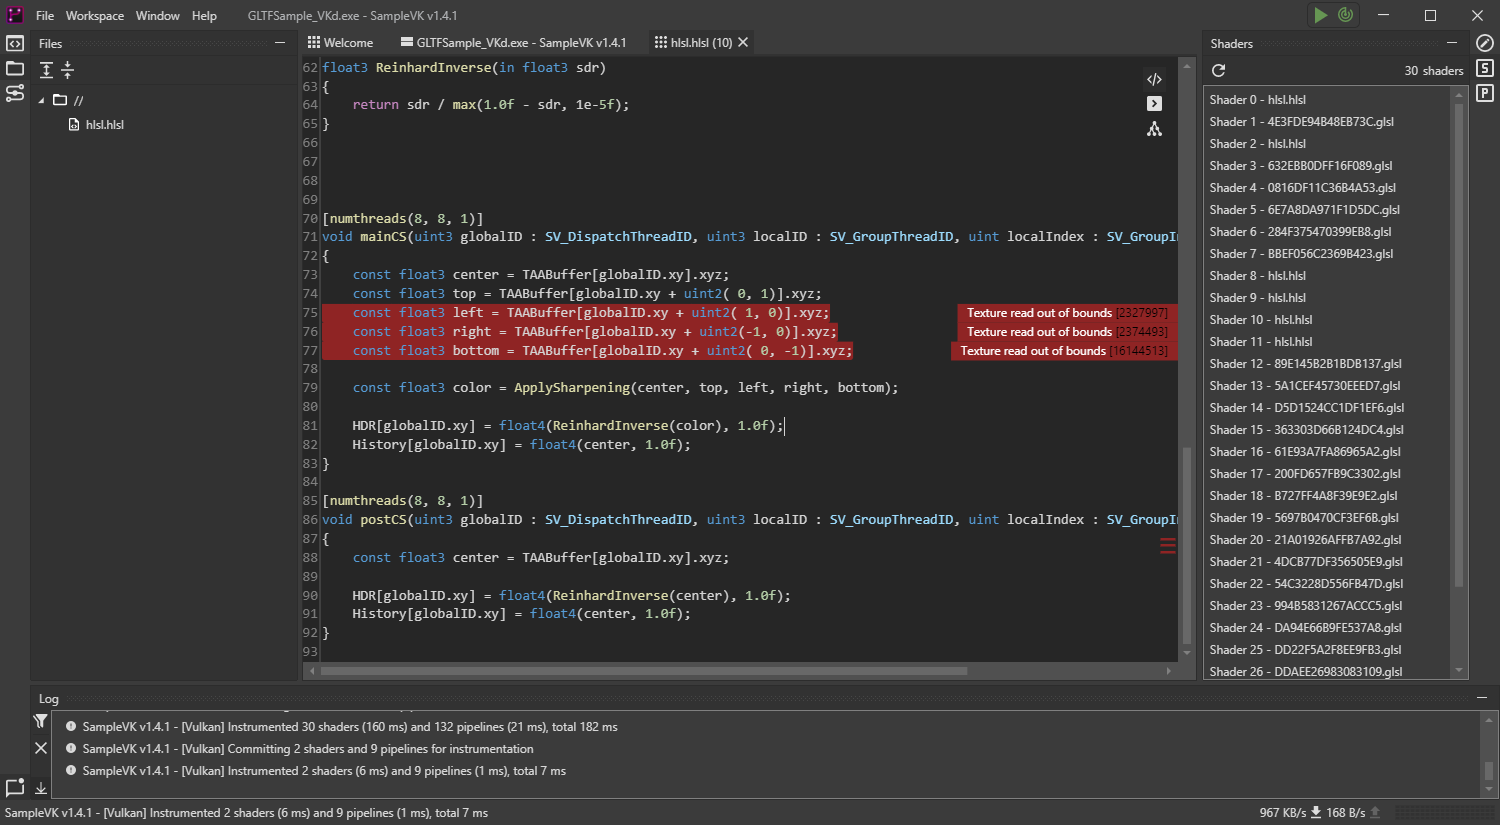 File Workspace Window Help GLTFSample_VKd.exe - SampleVK v1.4.1
Files
//
hlsl.hlsl
Welcome GLTFSample_VKd.exe - SampleVK v1.4.1 hlsl.hlsl (10)
62 float3 ReinhardInverse(in float3 sdr)
63 {
64 return sdr / max(1.0f - sdr, 1e-5f);
65 }
66
67
68
69
70 [numthreads(8, 8, 1)]
71 void mainCS(uint3 globalID : SV_DispatchThreadID, uint3 localID : SV_GroupThreadID, uint localIndex : SV_GroupI
72 {
73 const float3 center = TAABuffer[globalID.xy].xyz;
74 const float3 top = TAABuffer[globalID.xy + uint2( 0, 1)].xyz;
75 const float3 left = TAABuffer[globalID.xy + uint2( 1, 0)].xyz; Texture read out of bounds [2327997]
76 const float3 right = TAABuffer[globalID.xy + uint2(-1, 0)].xyz; Texture read out of bounds [2374493]
77 const float3 bottom = TAABuffer[globalID.xy + uint2( 0, -1)].xyz; Texture read out of bounds [16144513]
78
79 const float3 color = ApplySharpening(center, top, left, right, bottom);
80
81 HDR[globalID.xy] = float4(ReinhardInverse(color), 1.0f);
82 History[globalID.xy] = float4(center, 1.0f);
83 }
84
85 [numthreads(8, 8, 1)]
86 void postCS(uint3 globalID : SV_DispatchThreadID, uint3 localID : SV_GroupThreadID, uint localIndex : SV_GroupI
87 {
88 const float3 center = TAABuffer[globalID.xy].xyz;
89
90 HDR[globalID.xy] = float4(ReinhardInverse(center), 1.0f);
91 History[globalID.xy] = float4(center, 1.0f);
92 }
93
Shaders
30 shaders
Shader 0 - hlsl.hlsl
Shader 1 - 4E3FDE94B48EB73C.glsl
Shader 2 - hlsl.hlsl
Shader 3 - 632EBB0DFF16F089.glsl
Shader 4 - 0816DF11C36B4A53.glsl
Shader 5 - 6E7A8DA971F1D5DC.glsl
Shader 6 - 284F375470399EB8.glsl
Shader 7 - BBEF056C2369B423.glsl
Shader 8 - hlsl.hlsl
Shader 9 - hlsl.hlsl
Shader 10 - hlsl.hlsl
Shader 11 - hlsl.hlsl
Shader 12 - 89E145B2B1BDB137.glsl
Shader 13 - 5A1CEF45730EEED7.glsl
Shader 14 - D5D1524CC1DF1EF6.glsl
Shader 15 - 363303D66B124DC4.glsl
Shader 16 - 61E93A7FA86965A2.glsl
Shader 17 - 200FD657FB9C3302.glsl
Shader 18 - B727FF4A8F39E9E2.glsl
Shader 19 - 5697B0470CF3EF6B.glsl
Shader 20 - 21A01926AFFB7A92.glsl
Shader 21 - 4DCB77DF356505E9.glsl
Shader 22 - 54C3228D556FB47D.glsl
Shader 23 - 994B5831267ACCC5.glsl
Shader 24 - DA94E66B9FE537A8.glsl
Shader 25 - DD22F5A2F8EE9FB3.glsl
Shader 26 - DDAEE26983083109.glsl
S
P
Log
SampleVK v1.4.1 - [Vulkan] Instrumented 30 shaders (160 ms) and 132 pipelines (21 ms), total 182 ms
SampleVK v1.4.1 - [Vulkan] Committing 2 shaders and 9 pipelines for instrumentation
SampleVK v1.4.1 - [Vulkan] Instrumented 2 shaders (6 ms) and 9 pipelines (1 ms), total 7 ms
SampleVK v1.4.1 - [Vulkan] Instrumented 2 shaders (6 ms) and 9 pipelines (1 ms), total 7 ms 967 KB/s 168 B/s